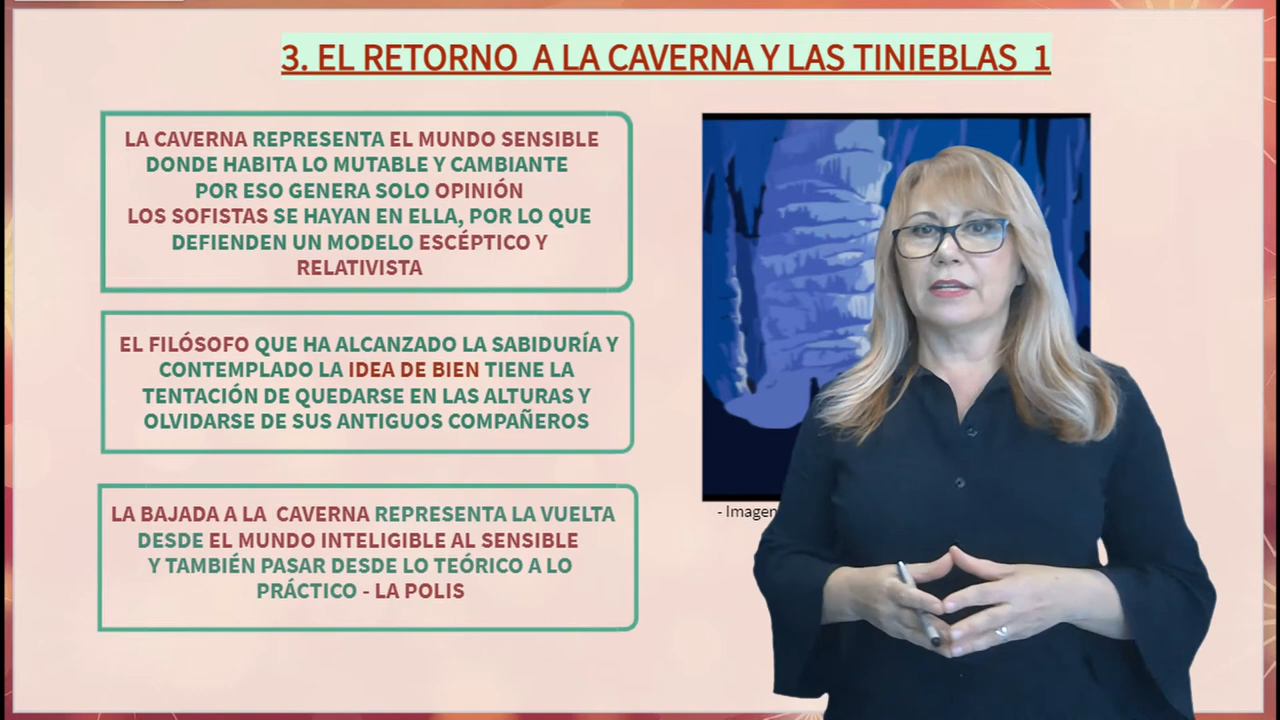 3. EL RETORNO A LA CAVERNA Y LAS TINIEBLAS 1
LA CAVERNA REPRESENTA EL MUNDO SENSIBLE
DONDE HABITA LO MUTABLE Y CAMBIANTE
POR ESO GENERA SOLO OPINIÓN
LOS SOFISTAS SE HAYAN EN ELLA, POR LO QUE
DEFIENDEN UN MODELO ESCÉPTICO Y
RELATIVISTA
EL FILÓSOFO QUE HA ALCANZADO LA SABIDURÍA Y
CONTEMPLADO LA IDEA DE BIEN TIENE LA
TENTACIÓN DE QUEDARSE EN LAS ALTURAS Y
OLVIDARSE DE SUS ANTIGUOS COMPAÑEROS
LA BAJADA A LA CAVERNA REPRESENTA LA VUELTA
DESDE EL MUNDO INTELIGIBLE AL SENSIBLE
Y TAMBIÉN PASAR DESDE LO TEÓRICO A LO
PRÁCTICO - LA POLIS
- Imagen